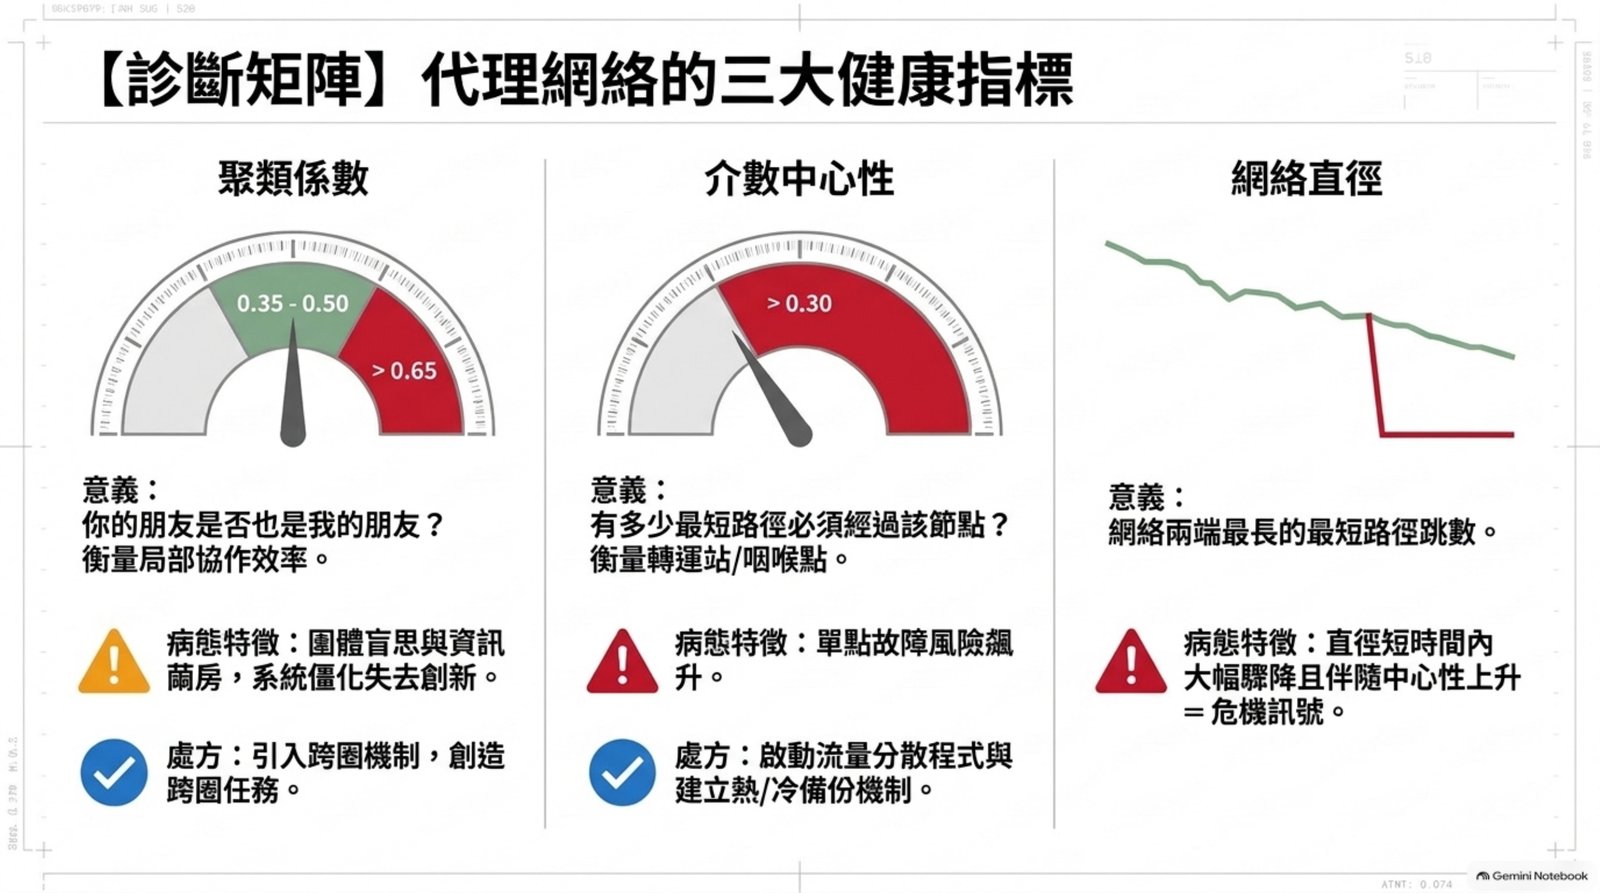 【診斷矩陣】代理網絡的三大健康指標
聚類係數
0.35 - 0.50
> 0.65
意義：
你的朋友是否也是我的朋友？
衡量局部協作效率。
病態特徵：團體盲思與資訊
繭房，系統僵化失去創新。
處方：引入跨圈機制，創造
跨圈任務。
介數中心性
> 0.30
意義：
有多少最短路徑必須經過該節點？
衡量轉運站/咽喉點。
病態特徵：單點故障風險飆
升。
處方：啟動流量分散程式與
建立熱/冷備份機制。
網絡直徑
意義：
網絡兩端最長的最短路徑跳數。
病態特徵：直徑短時間內
大幅驟降且伴隨中心性上升
＝危機訊號。
ATNT: 0.074
Gemini Notebook